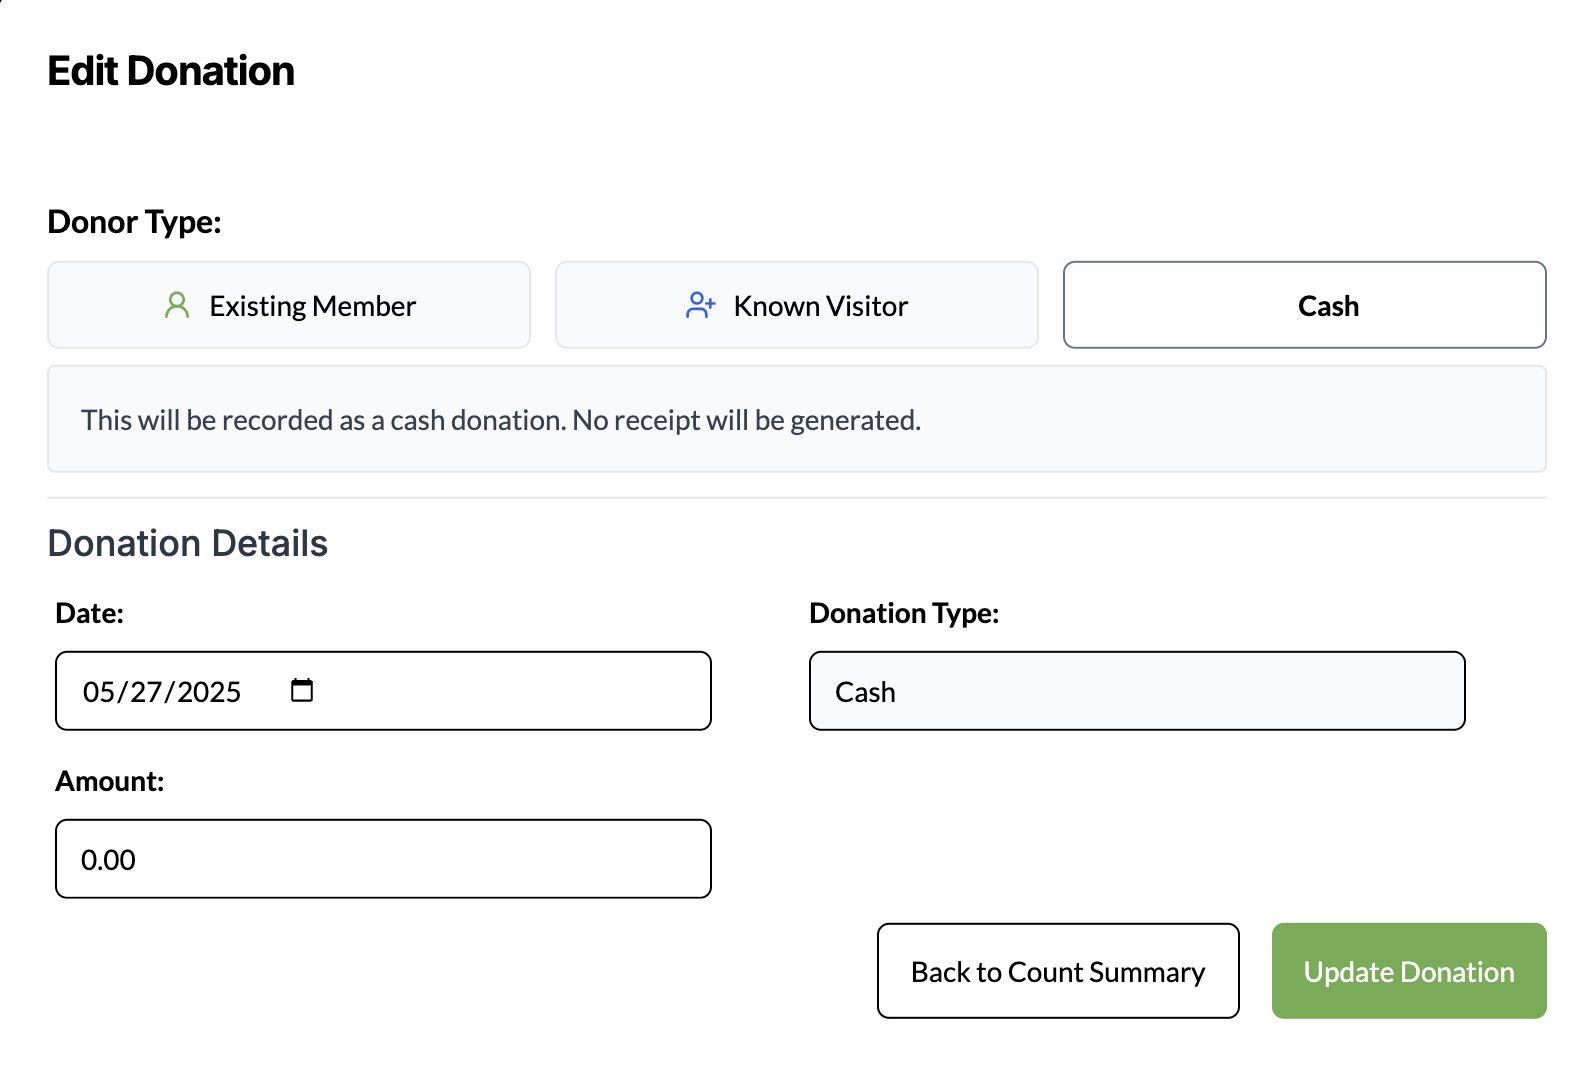 Edit Donation
Donor Type:
Existing Member
Known Visitor
Cash
This will be recorded as a cash donation. No receipt will be generated.
Donation Details
Date:
Donation Type:
05/27/2025
Cash
Amount:
0.00
Back to Count Summary
Update Donation